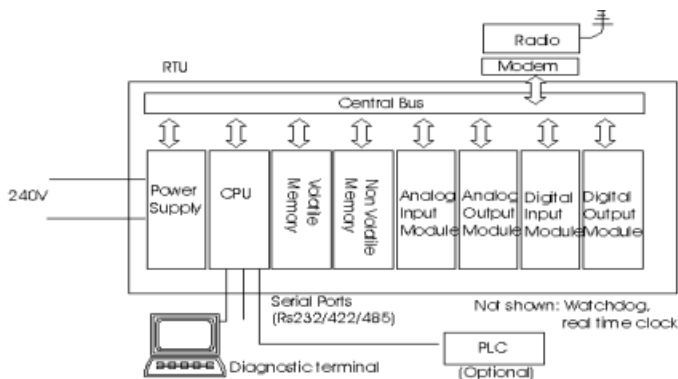 Radio
Modem
RTU
Central Bus
240V
Power
Supply
CPU
Volatile
Memory
Non Volatile
Memory
Analog
Input
Module
Analog
Output
Module
Digital
Input
Module
Digital
Output
Module
Serial Ports
(Rs232/422/485)
Not shown: Watchdog,
real time clock
Diagnostic terminal
PLC
(Optional)